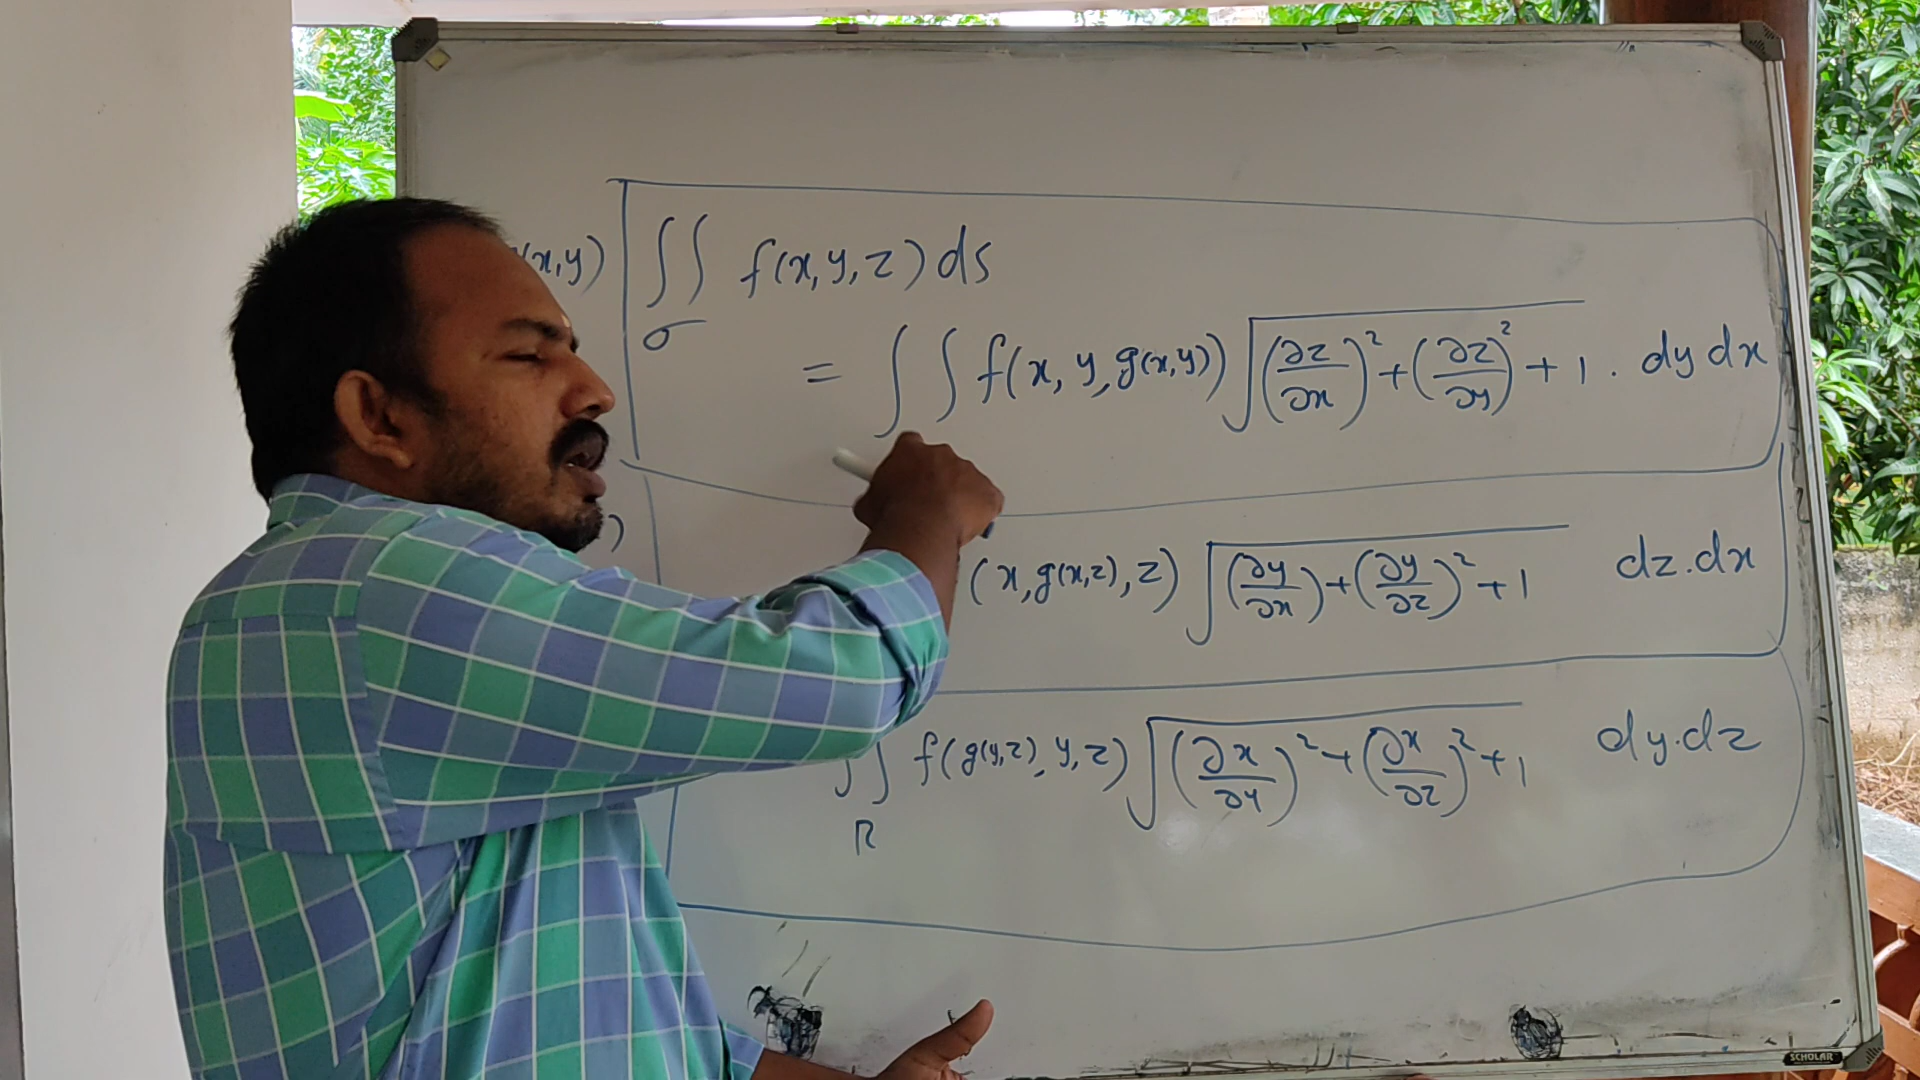 (x,y) ∫∫ f(x,y,z) ds
σ
= ∫∫ f(x, y, g(x,y)) √((∂z/∂x)² + (∂z/∂y)² + 1) . dy dx
) (x, g(x,z), z) √((∂y/∂x) + (∂y/∂z)² + 1) dz.dx
∫∫ f(g(y,z), y, z) √((∂x/∂y)² + (∂x/∂z)² + 1) dy.dz
R
SCHOLAR